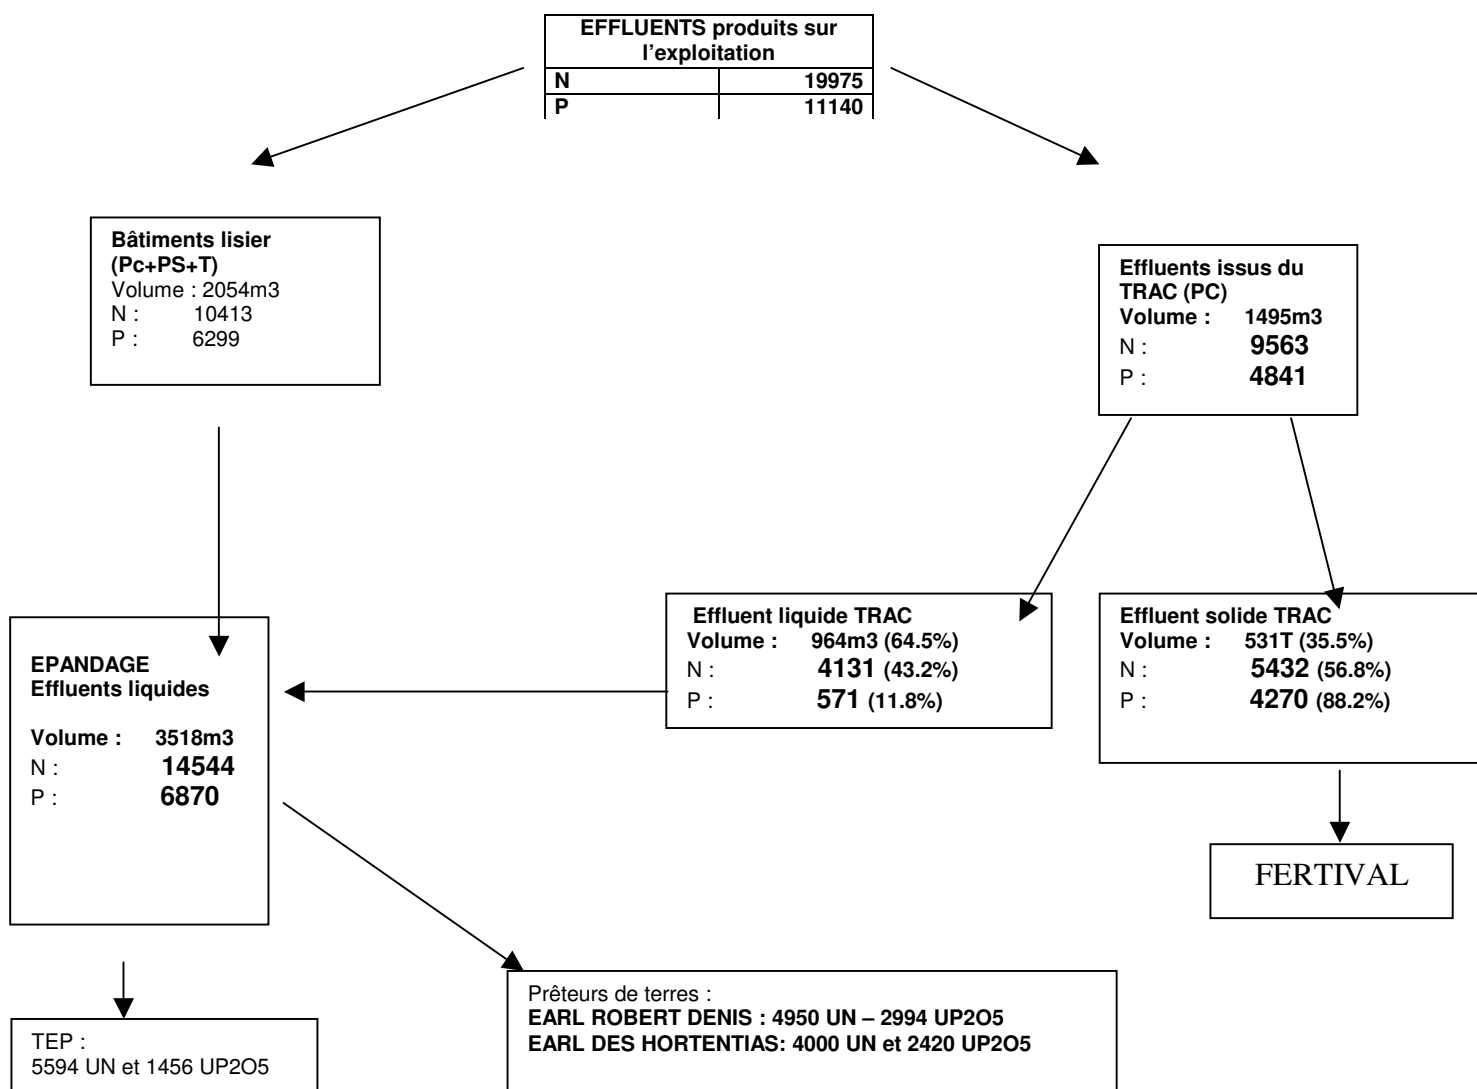 EFFLUENTS produits sur
l'exploitation
N 19975
P 11140
Bâtiments lisier
(Pc+PS+T)
Volume : 2054m3
N : 10413
P : 6299
Effluents issus du
TRAC (PC)
Volume : 1495m3
N : 9563
P : 4841
Effluent liquide TRAC
Volume : 964m3 (64.5%)
N : 4131 (43.2%)
P : 571 (11.8%)
Effluent solide TRAC
Volume : 531T (35.5%)
N : 5432 (56.8%)
P : 4270 (88.2%)
EPANDAGE
Effluents liquides
Volume : 3518m3
N : 14544
P : 6870
FERTIVAL
Prêteurs de terres :
EARL ROBERT DENIS : 4950 UN – 2994 UP2O5
EARL DES HORTENTIAS: 4000 UN et 2420 UP2O5
TEP :
5594 UN et 1456 UP2O5